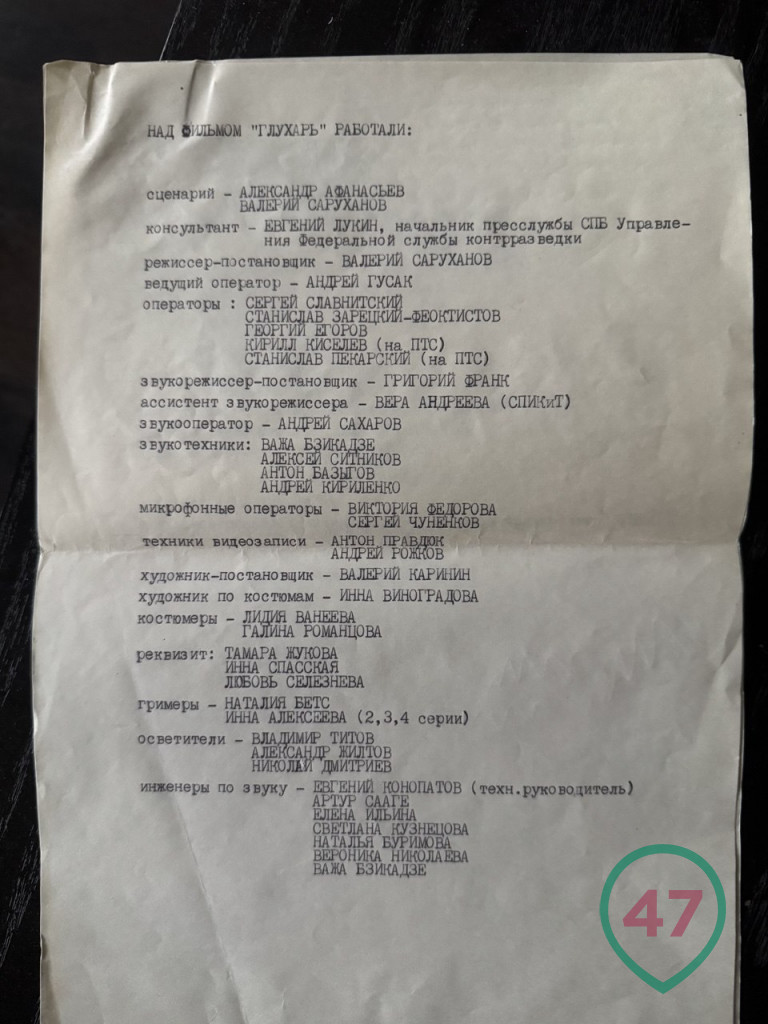 НАД ФИЛЬМОМ "ГЛУХАРЬ" РАБОТАЛИ:
сценарий – АЛЕКСАНДР АФАНАСЬЕВ
ВАЛЕРИЙ САРУХАНОВ
консультант – ЕВГЕНИЙ ЛУКИН, начальник пресслужбы СПБ Управле-
ния Федеральной службы контрразведки
режиссер-постановщик – ВАЛЕРИЙ САРУХАНОВ
ведущий оператор – АНДРЕЙ ГУСАК
операторы : СЕРГЕЙ СЛАВНИТСКИЙ
СТАНИСЛАВ ЗАРЕЦКИЙ-ФЕОКТИСТОВ
ГЕОРГИЙ ЕГОРОВ
КИРИЛЛ КИСЕЛЕВ (на ПТС)
СТАНИСЛАВ ПЕКАРСКИЙ (на ПТС)
звукорежиссер-постановщик – ГРИГОРИЙ ФРАНК
ассистент звукорежиссера – ВЕРА АНДРЕЕВА (СПИКиТ)
звукооператор – АНДРЕЙ САХАРОВ
звукотехники: ВАЖА БЗИКАДЗЕ
АЛЕКСЕЙ СИТНИКОВ
АНТОН БАЗЫГОВ
АНДРЕЙ КИРИЛЕНКО
микрофонные операторы – ВИКТОРИЯ ФЕДОРОВА
СЕРГЕЙ ЧУНЕНКОВ
техники видеозаписи – АНТОН ПРАВДЮК
АНДРЕЙ РОЖКОВ
художник-постановщик – ВАЛЕРИЙ КАРИНИН
художник по костюмам – ИННА ВИНОГРАДОВА
костюмеры – ЛИДИЯ ВАНЕЕВА
ГАЛИНА РОМАНЦОВА
реквизит: ТАМАРА ЖУКОВА
ИННА СПАССКАЯ
ЛЮБОВЬ СЕЛЕЗНЕВА
гримеры – НАТАЛИЯ БЕТС
ИННА АЛЕКСЕЕВА (2,3,4 серии)
осветители – ВЛАДИМИР ТИТОВ
АЛЕКСАНДР ЖИЛТОВ
НИКОЛАЙ ДМИТРИЕВ
инженеры по звуку – ЕВГЕНИЙ КОНОПАТОВ (техн.руководитель)
АРТУР СААГЕ
ЕЛЕНА ИЛЬИНА
СВЕТЛАНА КУЗНЕЦОВА
НАТАЛЬЯ БУРИМОВА
ВЕРОНИКА НИКОЛАЕВА
ВАЖА БЗИКАДЗЕ
47